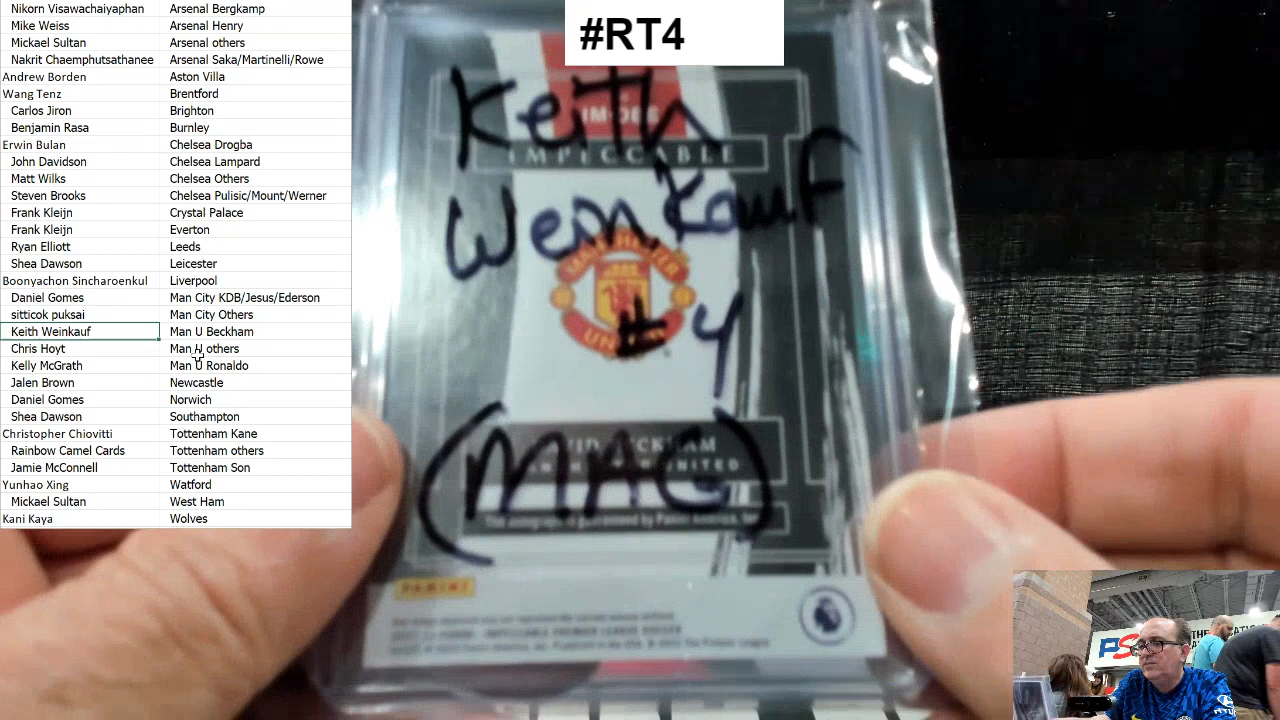 #RT4
Nikorn Visawachaiyaphan Arsenal Bergkamp
Mike Weiss Arsenal Henry
Mickael Sultan Arsenal others
Nakrit Chaemphutsathanee Arsenal Saka/Martinelli/Rowe
Andrew Borden Aston Villa
Wang Tenz Brentford
Carlos Jiron Brighton
Benjamin Rasa Burnley
Erwin Bulan Chelsea Drogba
John Davidson Chelsea Lampard
Matt Wilks Chelsea Others
Steven Brooks Chelsea Pulisic/Mount/Werner
Frank Kleijn Crystal Palace
Frank Kleijn Everton
Ryan Elliott Leeds
Shea Dawson Leicester
Boonyachon Sincharoenkul Liverpool
Daniel Gomes Man City KDB/Jesus/Ederson
sitticok puksai Man City Others
Keith Weinkauf Man U Beckham
Chris Hoyt Man U others
Kelly McGrath Man U Ronaldo
Jalen Brown Newcastle
Daniel Gomes Norwich
Shea Dawson Southampton
Christopher Chiovitti Tottenham Kane
Rainbow Camel Cards Tottenham others
Jamie McConnell Tottenham Son
Yunhao Xing Watford
Mickael Sultan West Ham
Kani Kaya Wolves
Keith
IMPECCABLE
Weinkauf
#4
(MAG)
PANINI